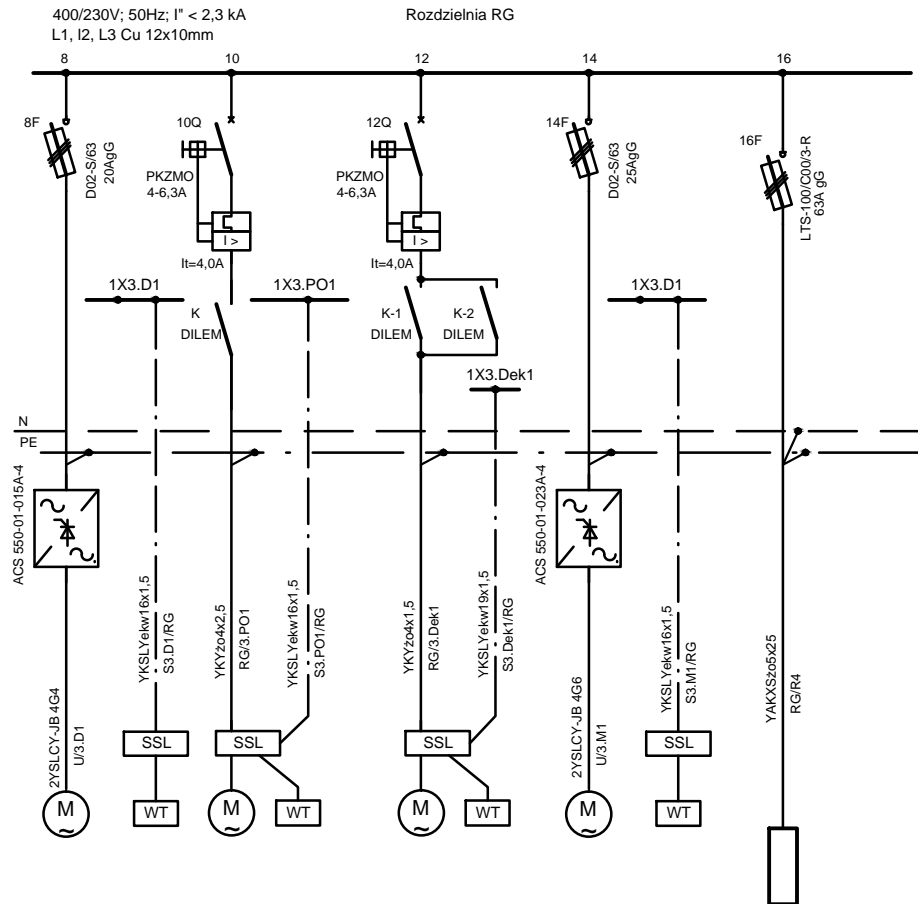 400/230V; 50Hz; I" < 2,3 kA
Rozdzielnia RG
L1, l2, L3 Cu 12x10mm
8
10
12
14
16
8F
D02-S/63
20AgG
10Q
PKZMO
4-6,3A
I >
It=4,0A
12Q
PKZMO
4-6,3A
I >
It=4,0A
14F
D02-S/63
25AgG
16F
LTS-100/C00/3-R
63A gG
1X3.D1
K
DILEM
1X3.PO1
K-1
DILEM
K-2
DILEM
1X3.Dek1
1X3.D1
N
PE
ACS 550-01-015A-4
ACS 550-01-023A-4
2YSLCY-JB 4G4
U/3.D1
YKSLYekw16x1,5
S3.D1/RG
YKYżo4x2,5
RG/3.PO1
YKSLYekw16x1,5
S3.PO1/RG
YKYżo4x1,5
RG/3.Dek1
YKSLYekw19x1,5
S3.Dek1/RG
2YSLCY-JB 4G6
U/3.M1
YKSLYekw16x1,5
S3.M1/RG
YAKXSżo5x25
RG/R4
SSL
SSL
SSL
SSL
M
~
WT
M
~
WT
M
~
WT
M
~
WT